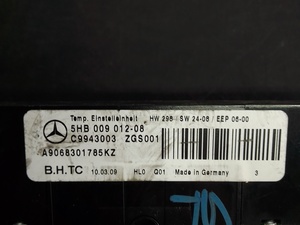 Temp. Einstelleinheit HW 298 - SW 24-08 / EEP 06-00
5HB 009 012-08
C9943003 ZGS001
A9068301785KZ
B.H.TC 10.03.09 HL0 Q01 Made in Germany 3